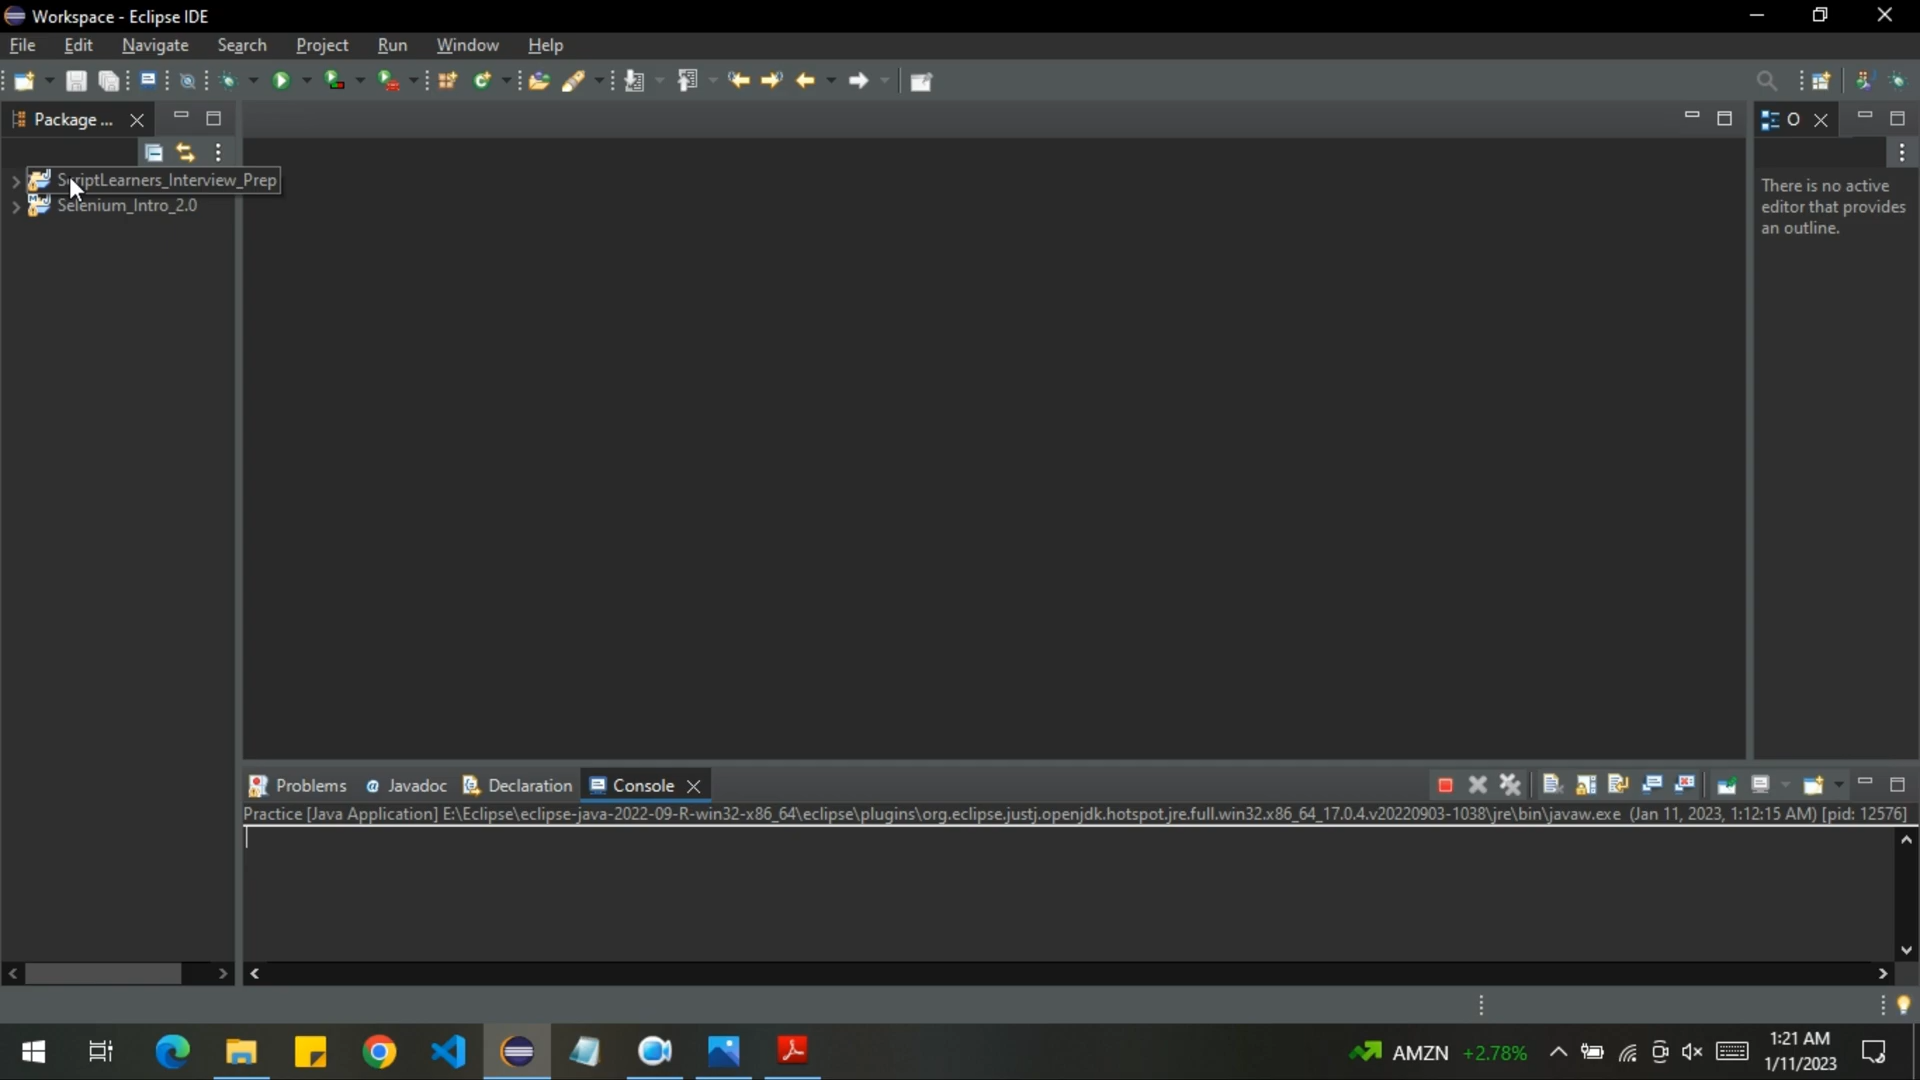 Workspace - Eclipse IDE
File Edit Navigate Search Project Run Window Help
Package ...
O
ScriptLearners_Interview_Prep
Selenium_Intro_2.0
There is no active
editor that provides
an outline.
Problems @ Javadoc Declaration Console
Practice [Java Application] E:\Eclipse\eclipse-java-2022-09-R-win32-x86_64\eclipse\plugins\org.eclipse.justj.openjdk.hotspot.jre.full.win32.x86_64_17.0.4.v20220903-1038\jre\bin\javaw.exe (Jan 11, 2023, 1:12:15 AM) [pid: 12576]
AMZN +2.78%
1:21 AM
1/11/2023